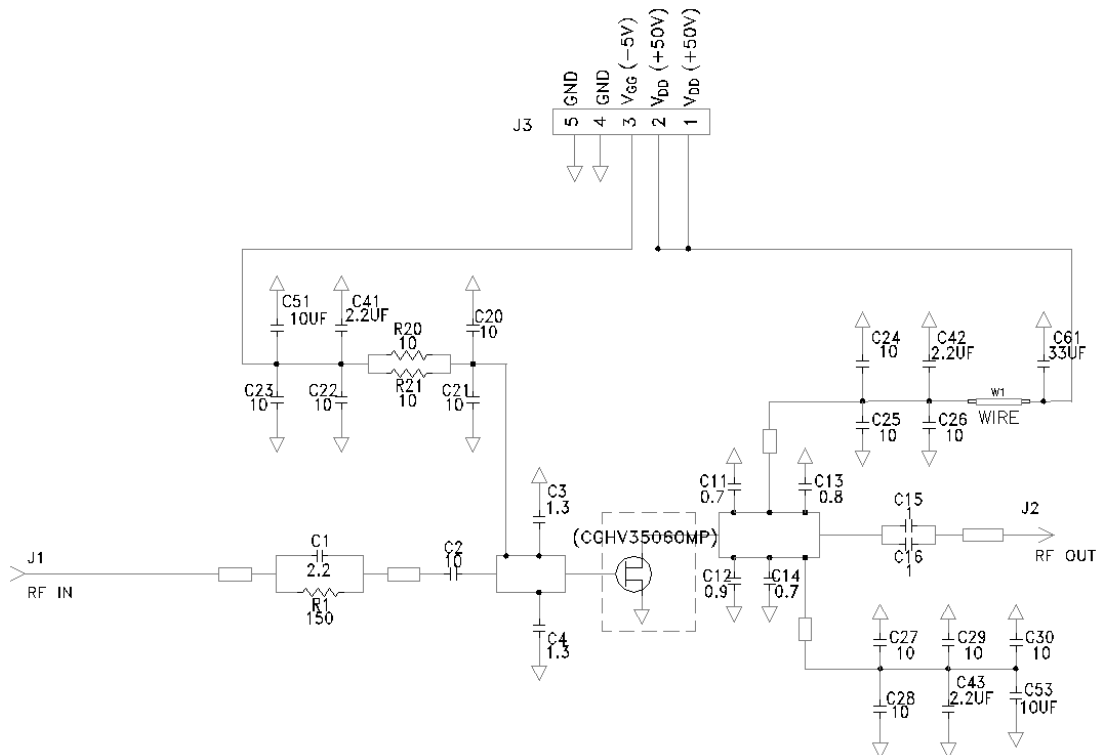 GND
GND
VGG (-5V)
VDD (+50V)
VDD (+50V)
J3
5
4
3
2
1
C51
10UF
C41
2.2UF
R20
10
C20
10
C23
10
C22
10
R21
10
C21
10
C24
10
C42
2.2UF
C61
33UF
C25
10
C26
10
W1
WIRE
C11
0.7
C13
0.8
C3
1.3
(CGHV35060MP)
C15
1
J2
J1
RF IN
C1
2.2
C2
10
C16
1
RF OUT
R1
150
C12
0.9
C14
0.7
C4
1.3
C27
10
C29
10
C30
10
C28
10
C43
2.2UF
C53
10UF